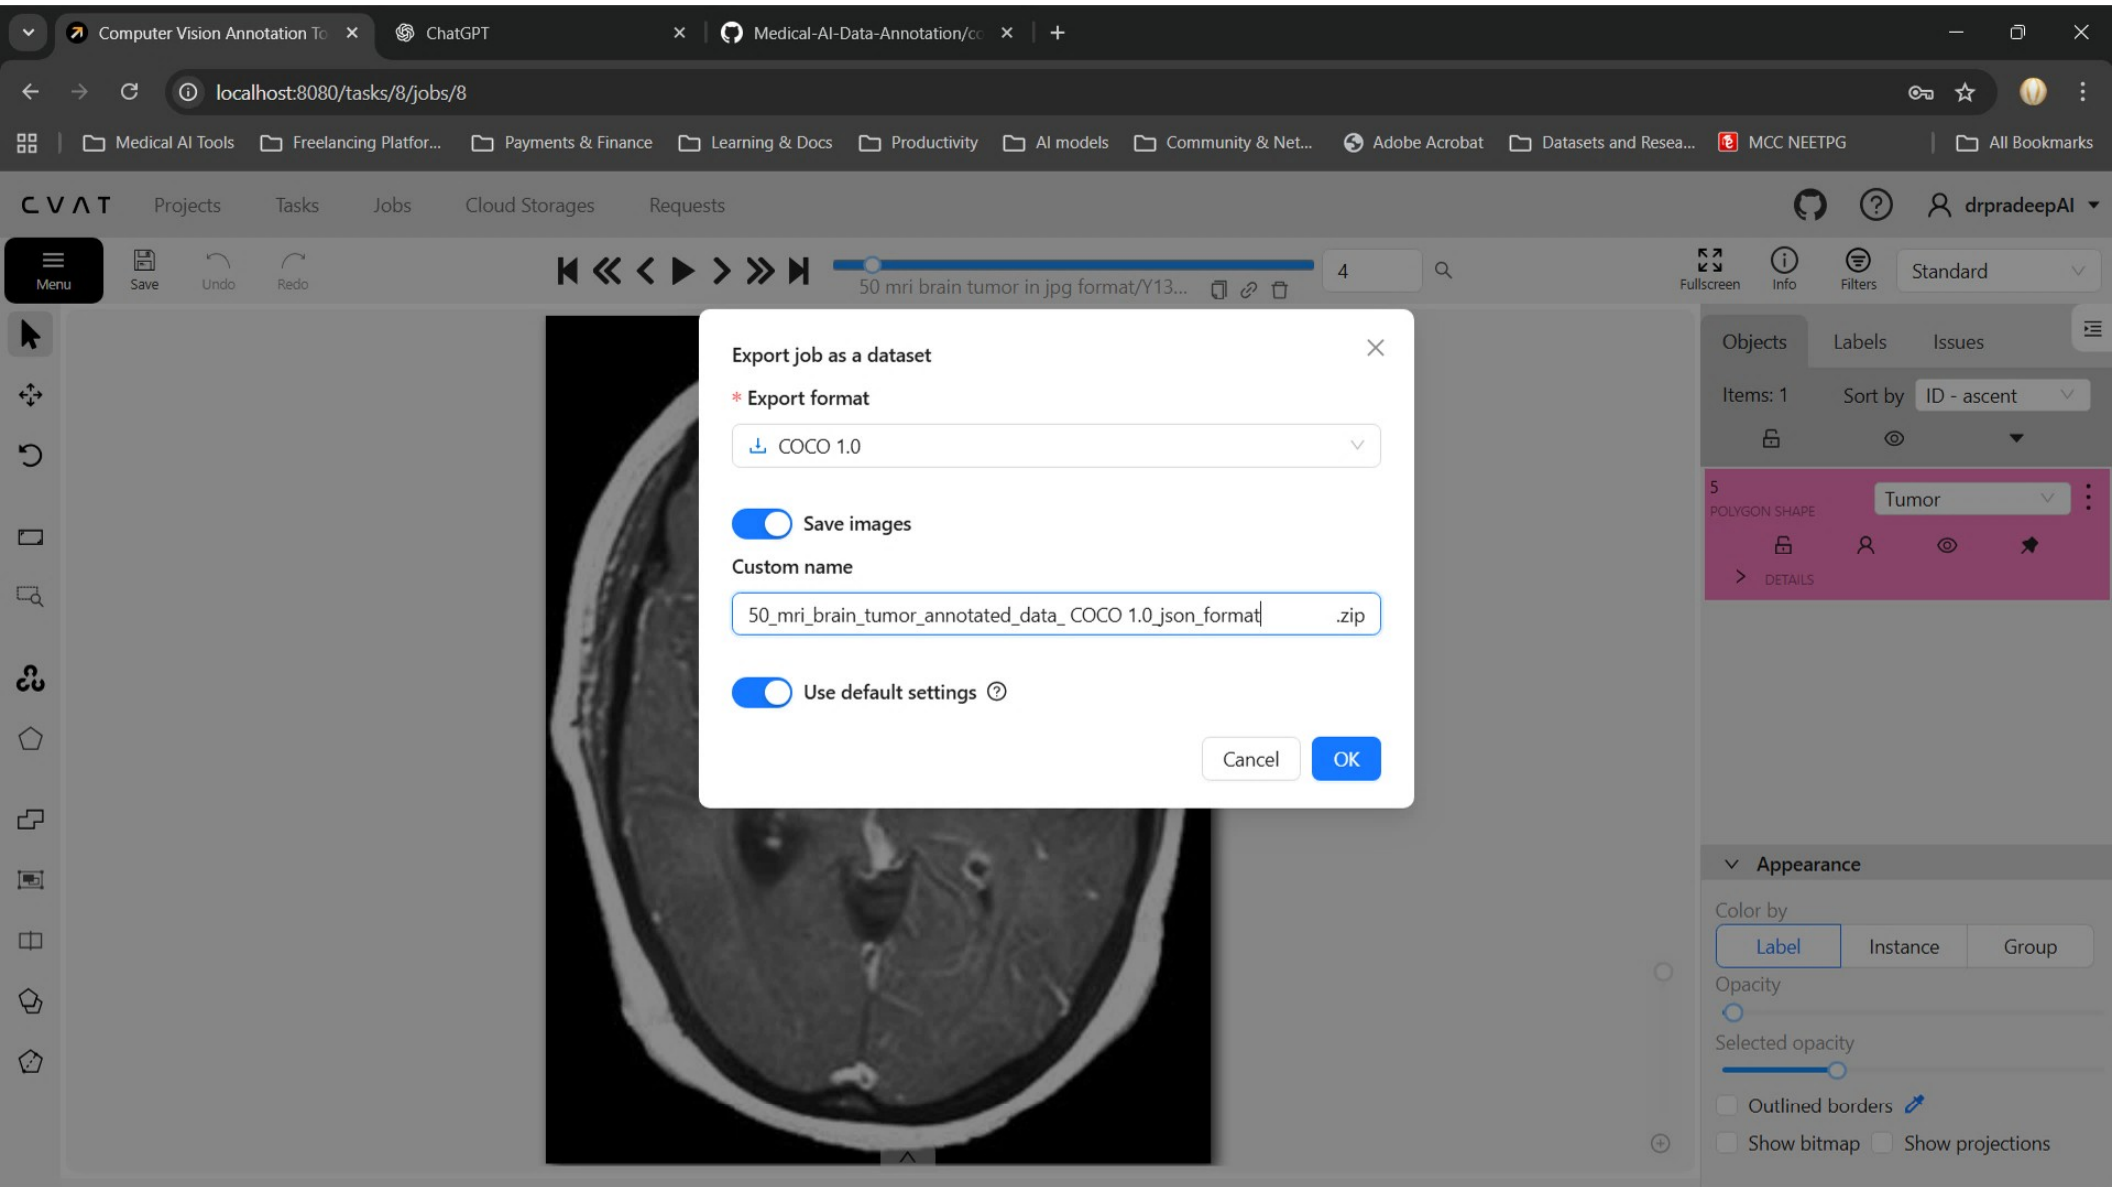 Computer Vision Annotation To
ChatGPT
Medical-AI-Data-Annotation/co
localhost:8080/tasks/8/jobs/8
Medical AI Tools
Freelancing Platfor...
Payments & Finance
Learning & Docs
Productivity
AI models
Community & Net...
Adobe Acrobat
Datasets and Resea...
MCC NEETPG
All Bookmarks
CVAT
Projects
Tasks
Jobs
Cloud Storages
Requests
drpradeepAI
Menu
Save
Undo
Redo
50 mri brain tumor in jpg format/Y13...
4
Fullscreen
Info
Filters
Standard
Export job as a dataset
* Export format
COCO 1.0
Save images
Custom name
50_mri_brain_tumor_annotated_data_ COCO 1.0_json_format
.zip
Use default settings
Cancel
OK
Objects
Labels
Issues
Items: 1
Sort by
ID - ascent
5
POLYGON SHAPE
Tumor
DETAILS
Appearance
Color by
Label
Instance
Group
Opacity
Selected opacity
Outlined borders
Show bitmap
Show projections